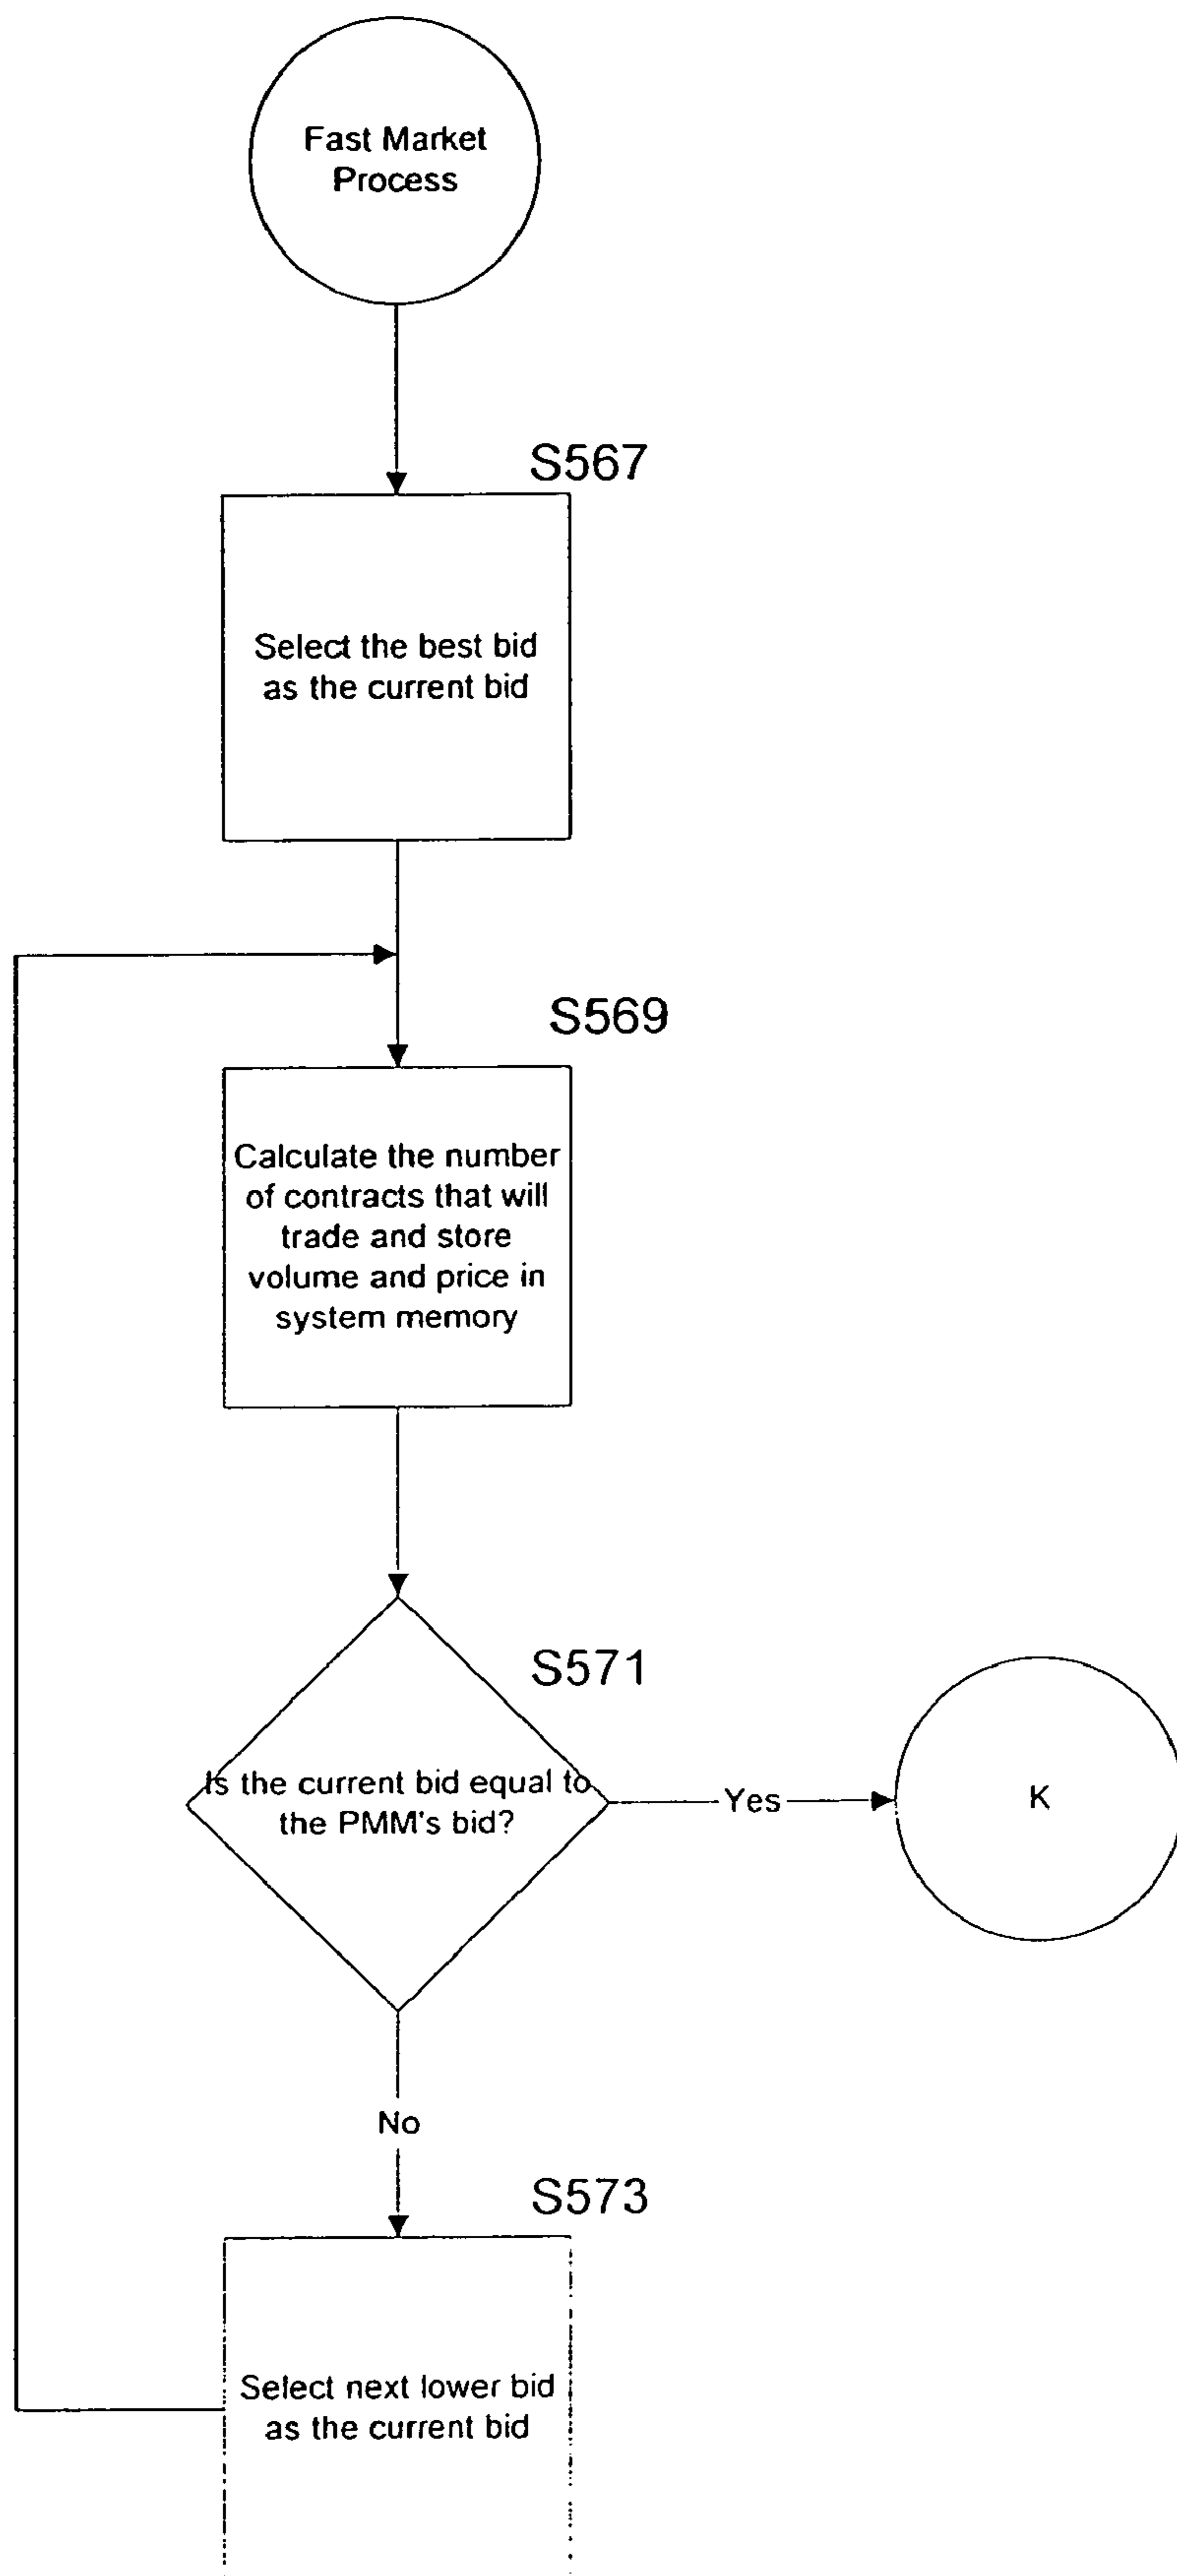 Fast Market
Process
S567
Select the best bid
as the current bid
S569
Calculate the number
of contracts that will
trade and store
volume and price in
system memory
S571
Is the current bid equal to
the PMM's bid?
Yes
K
No
S573
Select next lower bid
as the current bid